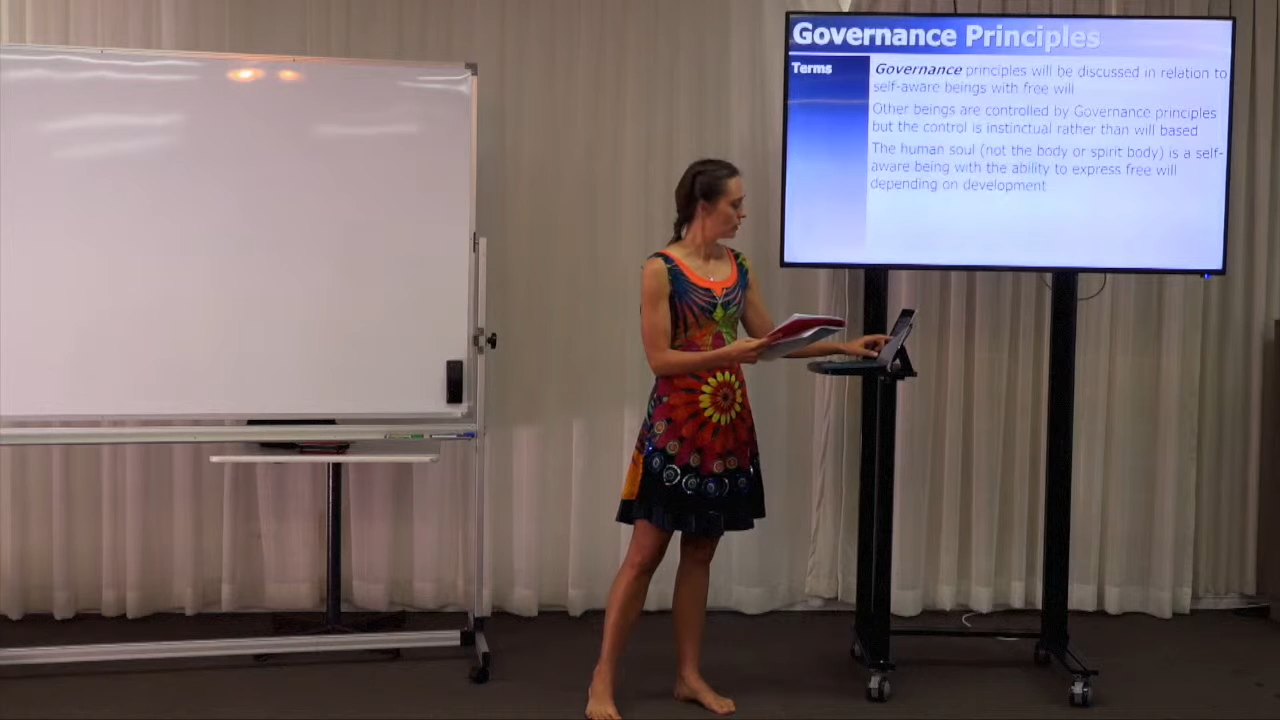 Governance Principles
Terms
Governance principles will be discussed in relation to
self-aware beings with free will
Other beings are controlled by Governance principles
but the control is instinctual rather than will based
The human soul (not the body or spirit body) is a self-
aware being with the ability to express free will
depending on development